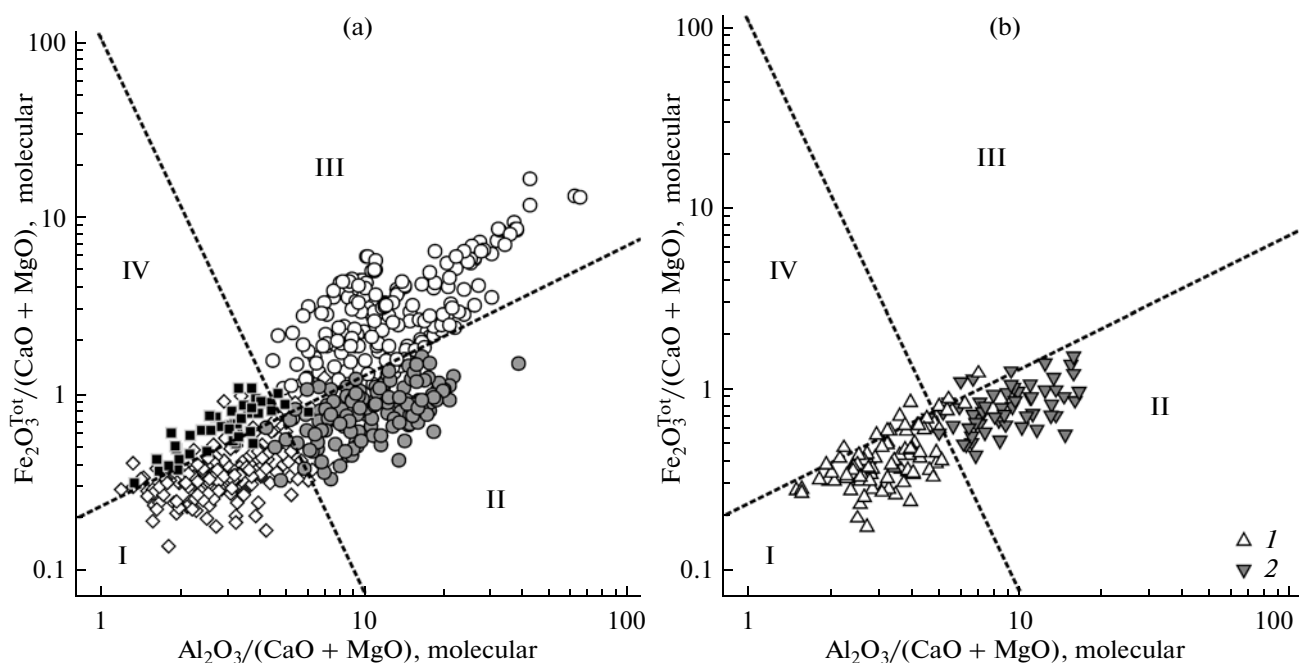 (a)
100
10
1
0.1
Fe₂O₃ᵀᵒᵗ/(CaO + MgO), molecular
III
IV
II
I
1
10
100
Al₂O₃/(CaO + MgO), molecular
(b)
100
10
1
0.1
Fe₂O₃ᵀᵒᵗ/(CaO + MgO), molecular
III
IV
II
I
1
2
1
10
100
Al₂O₃/(CaO + MgO), molecular